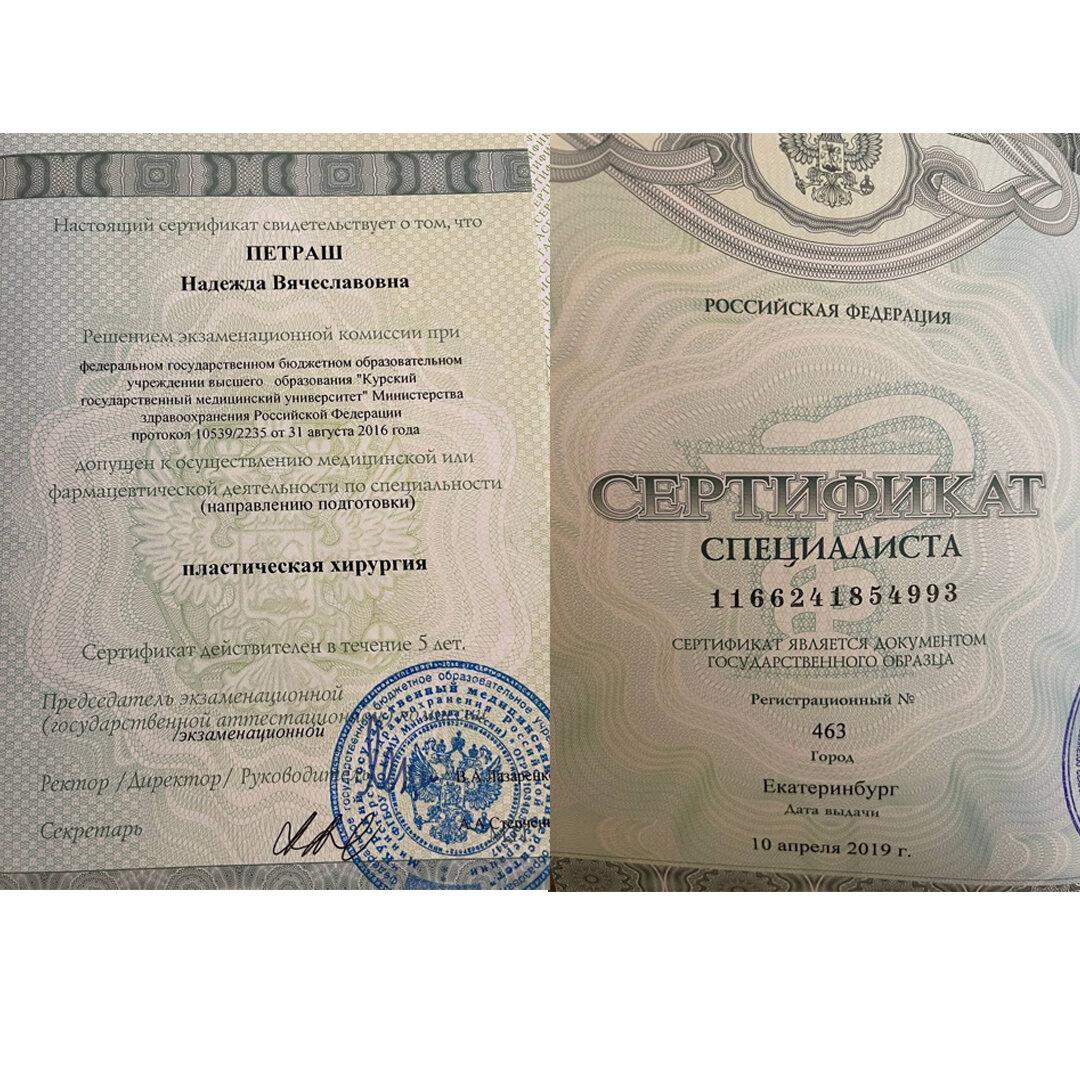 Настоящий сертификат свидетельствует о том, что
ПЕТРАШ
Надежда Вячеславовна
Решением экзаменационной комиссии при
федеральном государственном бюджетном образовательном
учреждении высшего образования "Курский
государственный медицинский университет" Министерства
здравоохранения Российской Федерации
протокол 10539/2235 от 31 августа 2016 года
допущен к осуществлению медицинской или
фармацевтической деятельности по специальности
(направлению подготовки)
пластическая хирургия
Сертификат действителен в течение 5 лет.
Председатель экзаменационной
(государственной аттестационной
/экзаменационной
Ректор /Директор/ Руководитель
В.А.Лазаренко
Секретарь
РОССИЙСКАЯ ФЕДЕРАЦИЯ
СЕРТИФИКАТ
СПЕЦИАЛИСТА
1166241854993
СЕРТИФИКАТ ЯВЛЯЕТСЯ ДОКУМЕНТОМ
ГОСУДАРСТВЕННОГО ОБРАЗЦА
Регистрационный №
463
Город
Екатеринбург
Дата выдачи
10 апреля 2019 г.